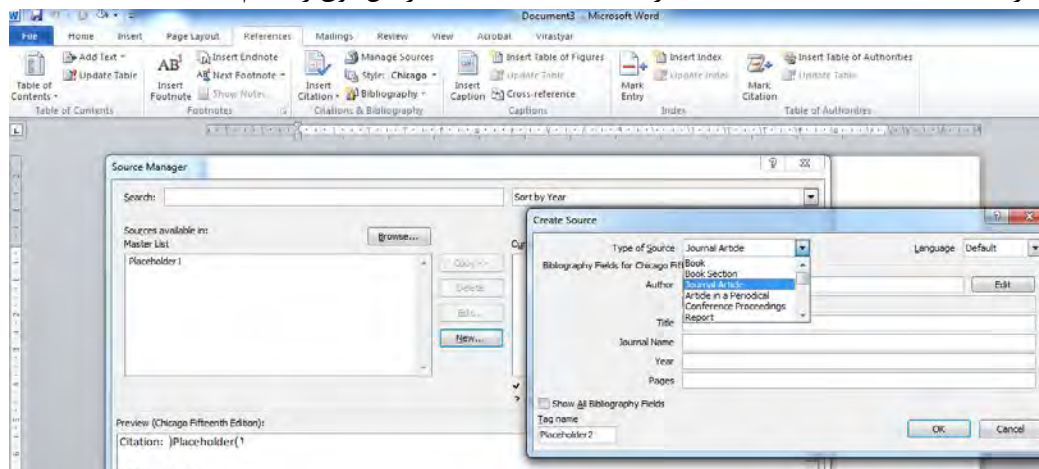 Document3 - Microsoft Word
File Home Insert Page Layout References Mailings Review View Acrobat Virastyar
Table of Contents
Add Text
Update Table
Table of Contents
Insert Footnote
Insert Endnote
Next Footnote
Show Notes
Footnotes
Insert Citation
Manage Sources
Style: Chicago
Bibliography
Citations & Bibliography
Insert Caption
Insert Table of Figures
Update Table
Cross-reference
Captions
Mark Entry
Insert Index
Update Index
Index
Mark Citation
Insert Table of Authorities
Update Table
Table of Authorities
Source Manager
Search:
Sort by Year
Sources available in:
Master List
Browse...
Placeholder1
Copy ->
Delete
Edit...
New...
Preview (Chicago Fifteenth Edition):
Citation: )Placeholder(۱
Create Source
Type of Source Journal Article
Language Default
Bibliography Fields for Chicago
Book
Book Section
Journal Article
Article in a Periodical
Conference Proceedings
Report
Author
Edit
Title
Journal Name
Year
Pages
Show All Bibliography Fields
Tag name
Placeholder2
OK Cancel